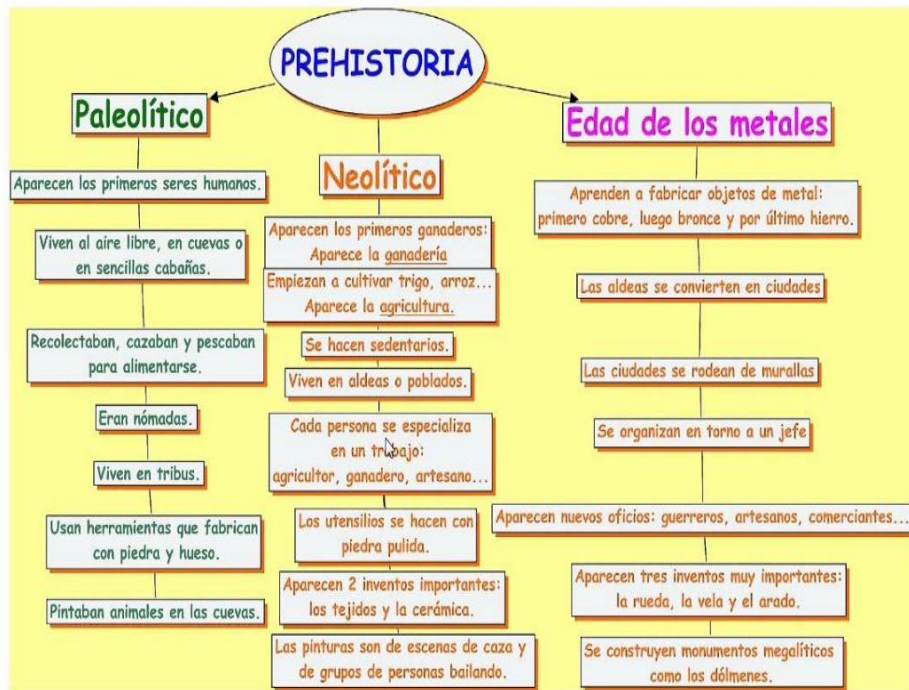 PREHISTORIA
Paleolítico
Aparecen los primeros seres humanos.
Viven al aire libre, en cuevas o
en sencillas cabañas.
Recolectaban, cazaban y pescaban
para alimentarse.
Eran nómadas.
Viven en tribus.
Usan herramientas que fabrican
con piedra y hueso.
Pintaban animales en las cuevas.
Neolítico
Aparecen los primeros ganaderos:
Aparece la ganadería
Empiezan a cultivar trigo, arroz...
Aparece la agricultura.
Se hacen sedentarios.
Viven en aldeas o poblados.
Cada persona se especializa
en un trabajo:
agricultor, ganadero, artesano...
Los utensilios se hacen con
piedra pulida.
Aparecen 2 inventos importantes:
los tejidos y la cerámica.
Las pinturas son de escenas de caza y
de grupos de personas bailando.
Edad de los metales
Aprenden a fabricar objetos de metal:
primero cobre, luego bronce y por último hierro.
Las aldeas se convierten en ciudades
Las ciudades se rodean de murallas
Se organizan en torno a un jefe
Aparecen nuevos oficios: guerreros, artesanos, comerciantes...
Aparecen tres inventos muy importantes:
la rueda, la vela y el arado.
Se construyen monumentos megalíticos
como los dólmenes.